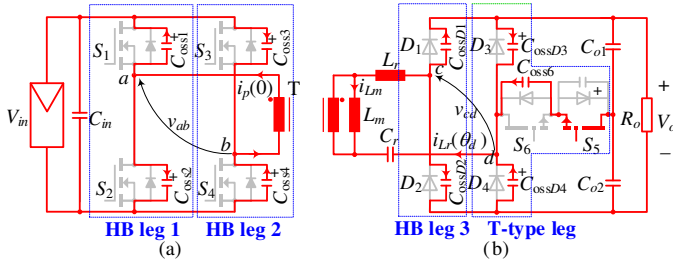 S1
Coss1
S3
Coss3
a
ip(0)
T
Vin
Cin
vab
b
S2
Coss2
S4
Coss4
HB leg 1
HB leg 2
(a)
D1
CossD1
D3
CossD3
Co1
Lr
c
Coss6
iLm
Lm
vcd
Cr
iLr(θd)
d
S6
S5
Ro
+
Vo
−
D2
CossD2
D4
CossD4
Co2
HB leg 3
T-type leg
(b)